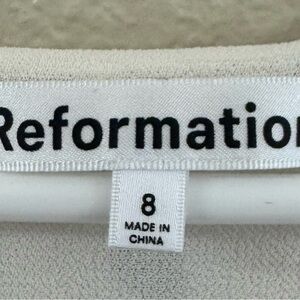 Reformation
8
MADE IN
CHINA